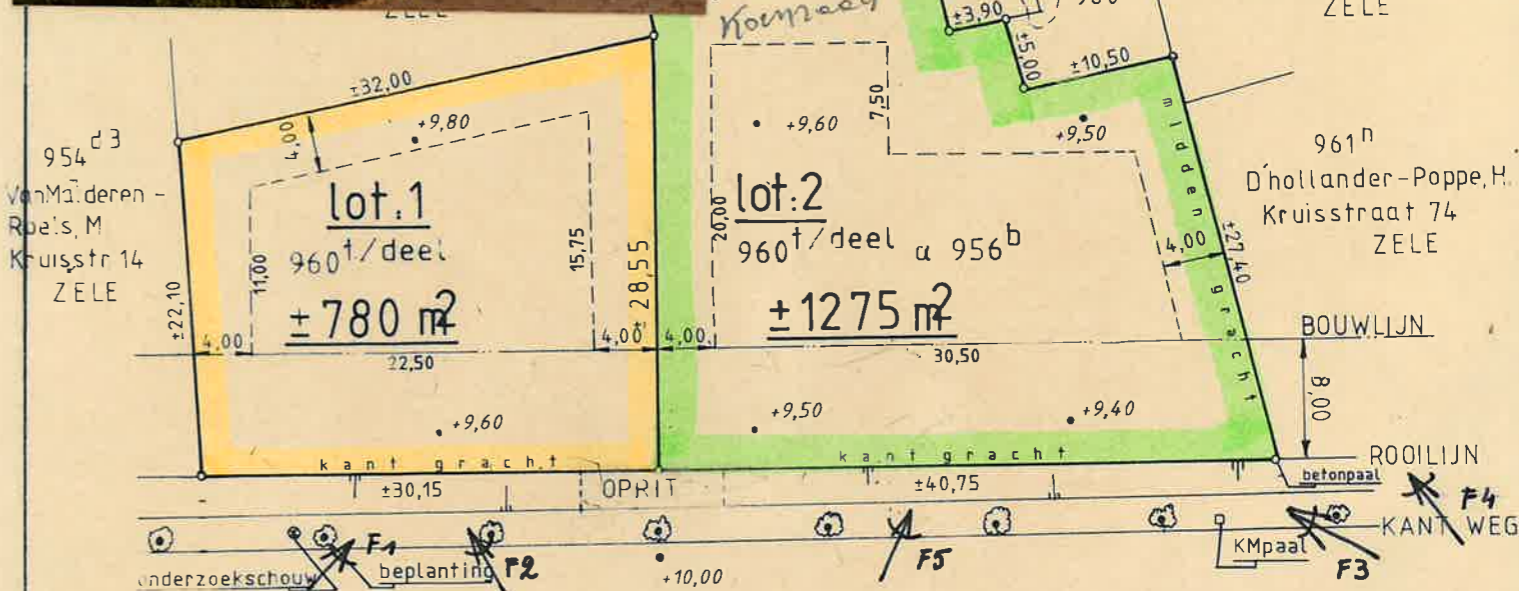 ZELE
±3,90
ZELE
±5,00
±10,50
±32,00
7,50
4,00
+9,80
+9,60
+9,50
954 d3
Roels, M
Kruisstr 14
ZELE
lot.1
960t/deel
±780 m2
11,00
15,75
±28,55
±22,10
4,00
22,50
4,00
4,00
20,00
lot:2
960t/deel a 956b
±1275 m2
30,50
midden gracht
4,00
±27,40
961n
D'hollander-Poppe, H.
Kruisstraat 74
ZELE
BOUWLIJN
8,00
ROOILIJN
+9,60
+9,50
+9,40
kant gracht
kant gracht
±30,15
OPRIT
±40,75
betonpaal
F4
KANT WEG
F1
F2
F5
F3
KMpaal
beplanting
+10,00